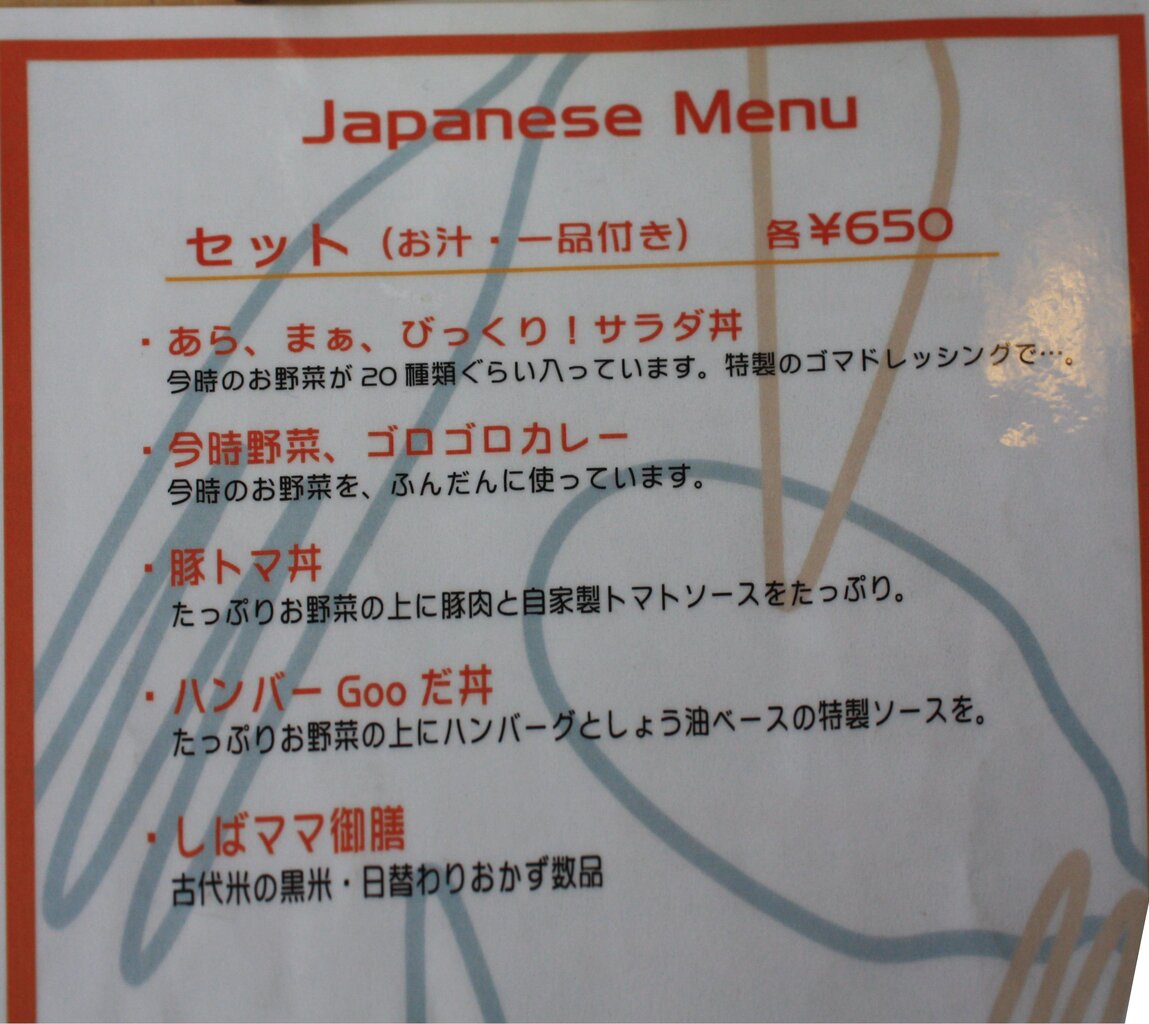 Japanese Menu
セット（お汁・一品付き）　各¥650
・あら、まぁ、びっくり！サラダ丼
今時のお野菜が20種類ぐらい入っています。特製のゴマドレッシングで…。
・今時野菜、ゴロゴロカレー
今時のお野菜を、ふんだんに使っています。
・豚トマ丼
たっぷりお野菜の上に豚肉と自家製トマトソースをたっぷり。
・ハンバーGooだ丼
たっぷりお野菜の上にハンバーグとしょう油ベースの特製ソースを。
・しばママ御膳
古代米の黒米・日替わりおかず数品